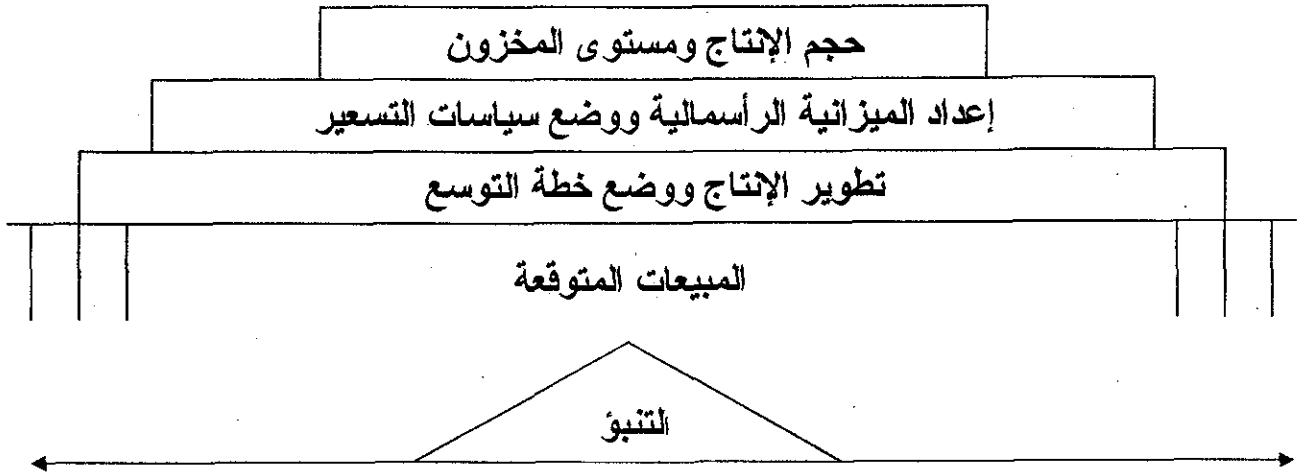 حجم الإنتاج ومستوى المخزون
إعداد الميزانية الرأسمالية ووضع سياسات التسعير
تطوير الإنتاج ووضع خطة التوسع
المبيعات المتوقعة
التنبؤ